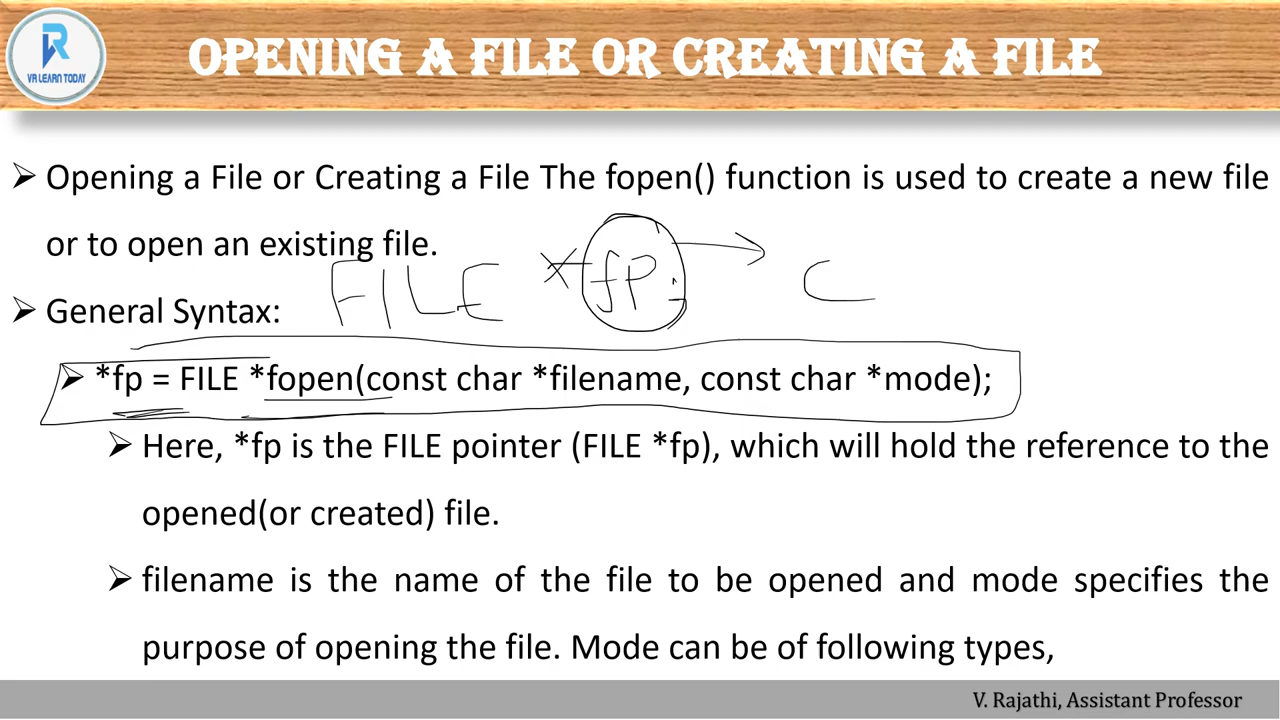 VR LEARN TODAY
OPENING A FILE OR CREATING A FILE
➢ Opening a File or Creating a File The fopen() function is used to create a new file
or to open an existing file.
FILE *fp; → C
➢ General Syntax:
➢ *fp = FILE *fopen(const char *filename, const char *mode);
➢ Here, *fp is the FILE pointer (FILE *fp), which will hold the reference to the
opened(or created) file.
➢ filename is the name of the file to be opened and mode specifies the
purpose of opening the file. Mode can be of following types,
V. Rajathi, Assistant Professor